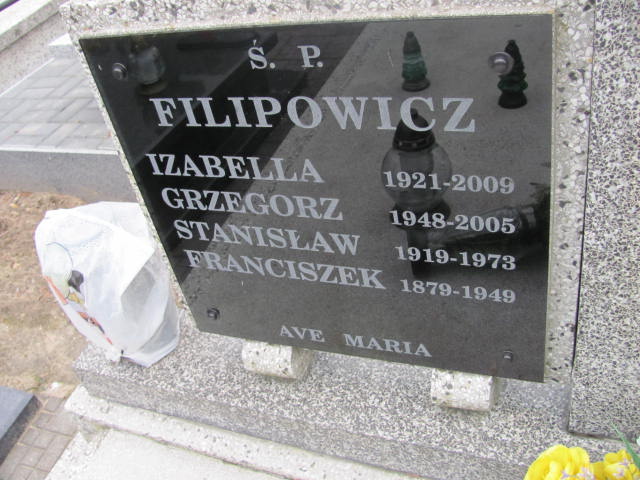 Ś. P.
FILIPOWICZ
IZABELLA 1921-2009
GRZEGORZ 1948-2005
STANISŁAW 1919-1973
FRANCISZEK 1879-1949
AVE MARIA